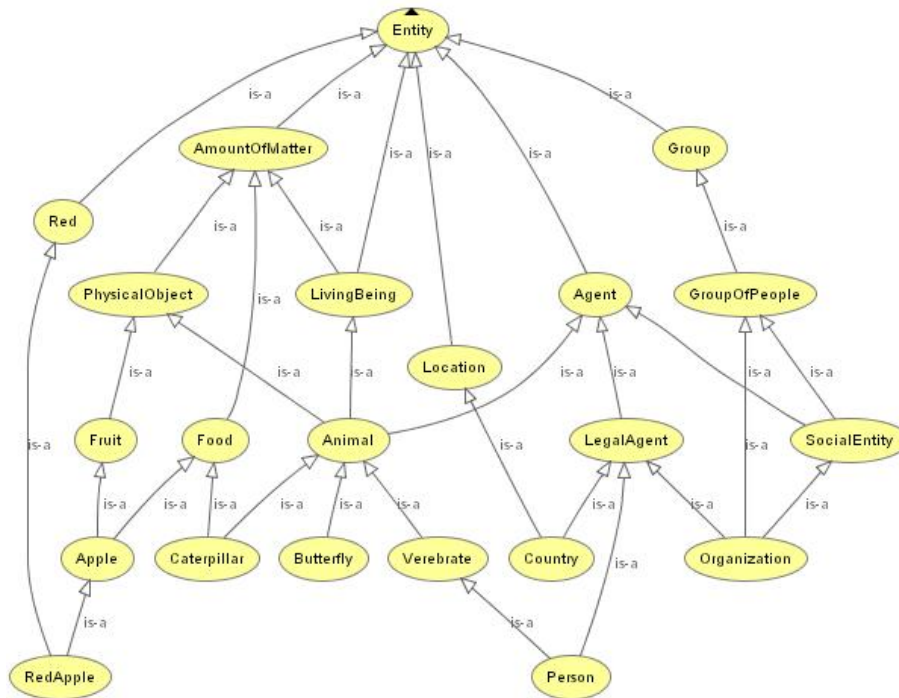 Entity
is-a
is-a
is-a
AmountOfMatter
Group
is-a
is-a
is-a
Red
is-a
is-a
is-a
is-a
PhysicalObject
LivingBeing
Agent
GroupOfPeople
Location
is-a
is-a
is-a
is-a
is-a
is-a
is-a
Fruit
Food
Animal
LegalAgent
SocialEntity
is-a
is-a
is-a
is-a
is-a
is-a
is-a
is-a
is-a
is-a
Apple
Caterpillar
Butterfly
Verebrate
Country
Organization
is-a
is-a
is-a
RedApple
Person